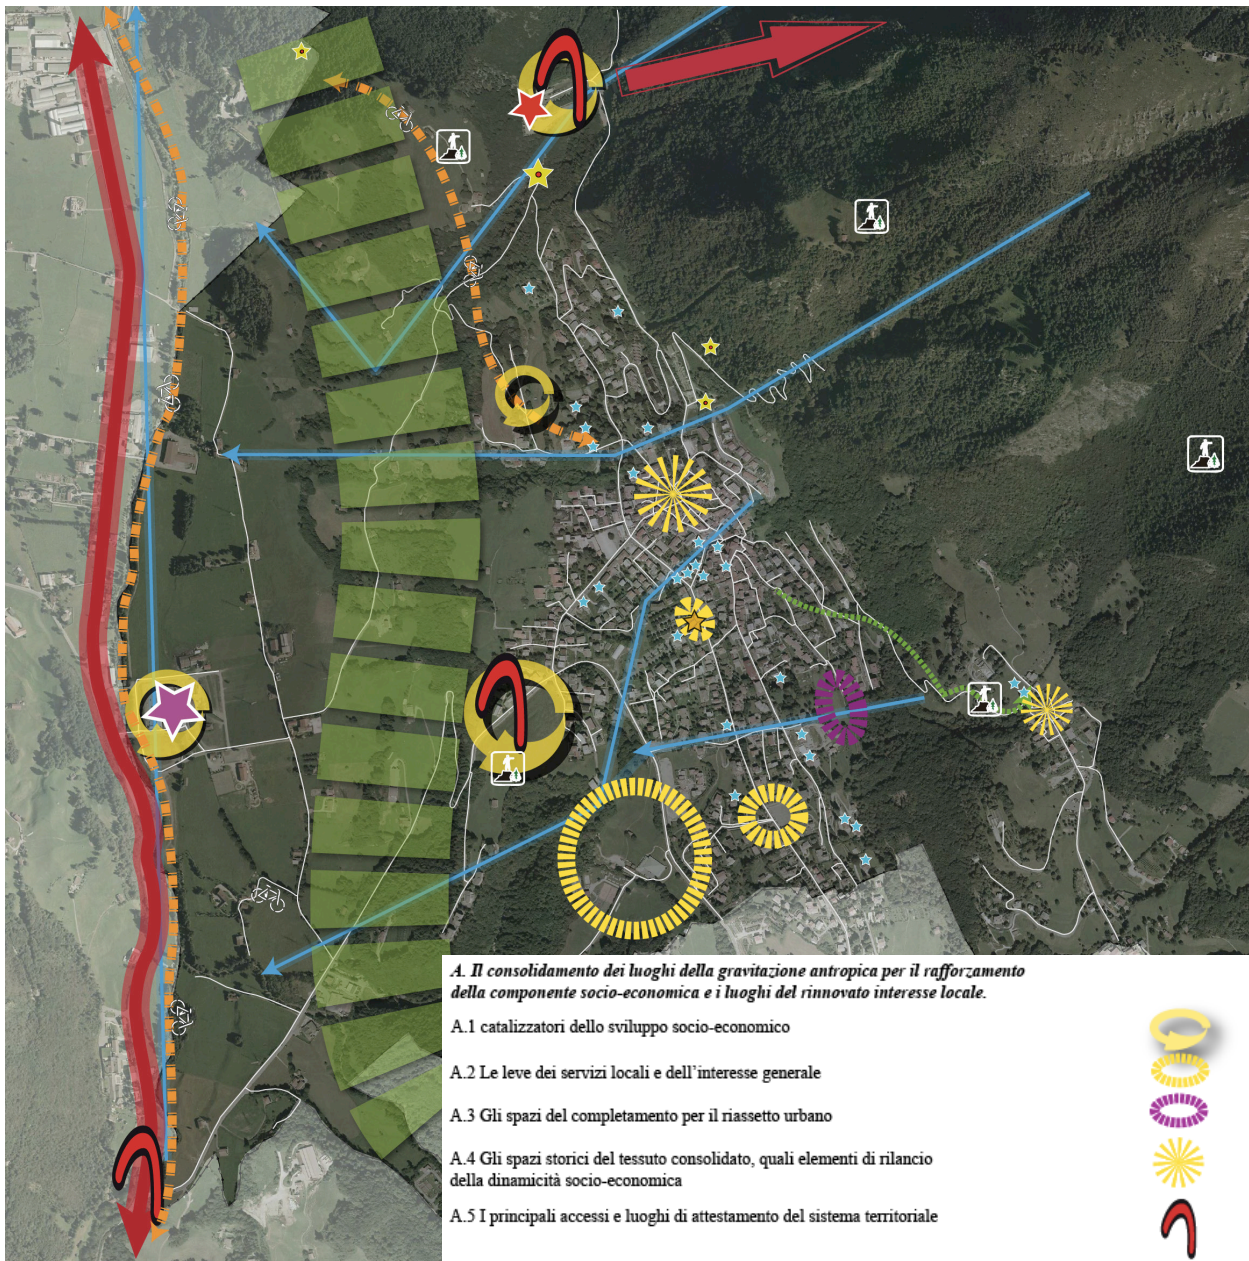 A. Il consolidamento dei luoghi della gravitazione antropica per il rafforzamento
della componente socio-economica e i luoghi del rinnovato interesse locale.
A.1 catalizzatori dello sviluppo socio-economico
A.2 Le leve dei servizi locali e dell'interesse generale
A.3 Gli spazi del completamento per il riassetto urbano
A.4 Gli spazi storici del tessuto consolidato, quali elementi di rilancio
della dinamicità socio-economica
A.5 I principali accessi e luoghi di attestamento del sistema territoriale